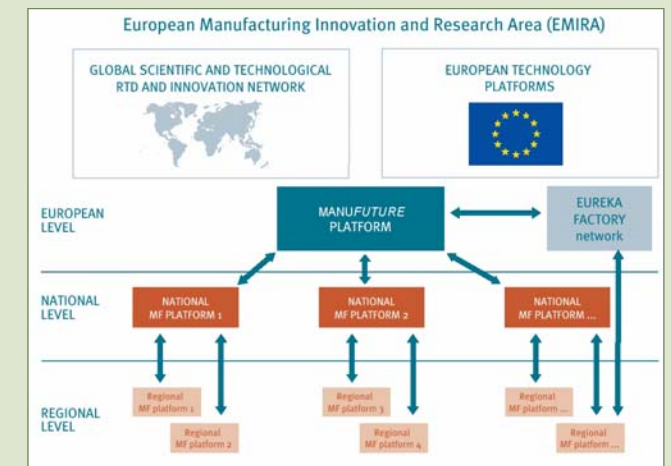 European Manufacturing Innovation and Research Area (EMIRA)
GLOBAL SCIENTIFIC AND TECHNOLOGICAL
RTD AND INNOVATION NETWORK
EUROPEAN TECHNOLOGY
PLATFORMS
EUROPEAN
LEVEL
MANUFUTURE
PLATFORM
EUREKA
FACTORY
network
NATIONAL
LEVEL
NATIONAL
MF PLATFORM 1
NATIONAL
MF PLATFORM 2
NATIONAL
MF PLATFORM ...
REGIONAL
LEVEL
Regional
MF platform 1
Regional
MF platform 2
Regional
MF platform 3
Regional
MF platform 4
Regional
MF platform ...
Regional
MF platform ...